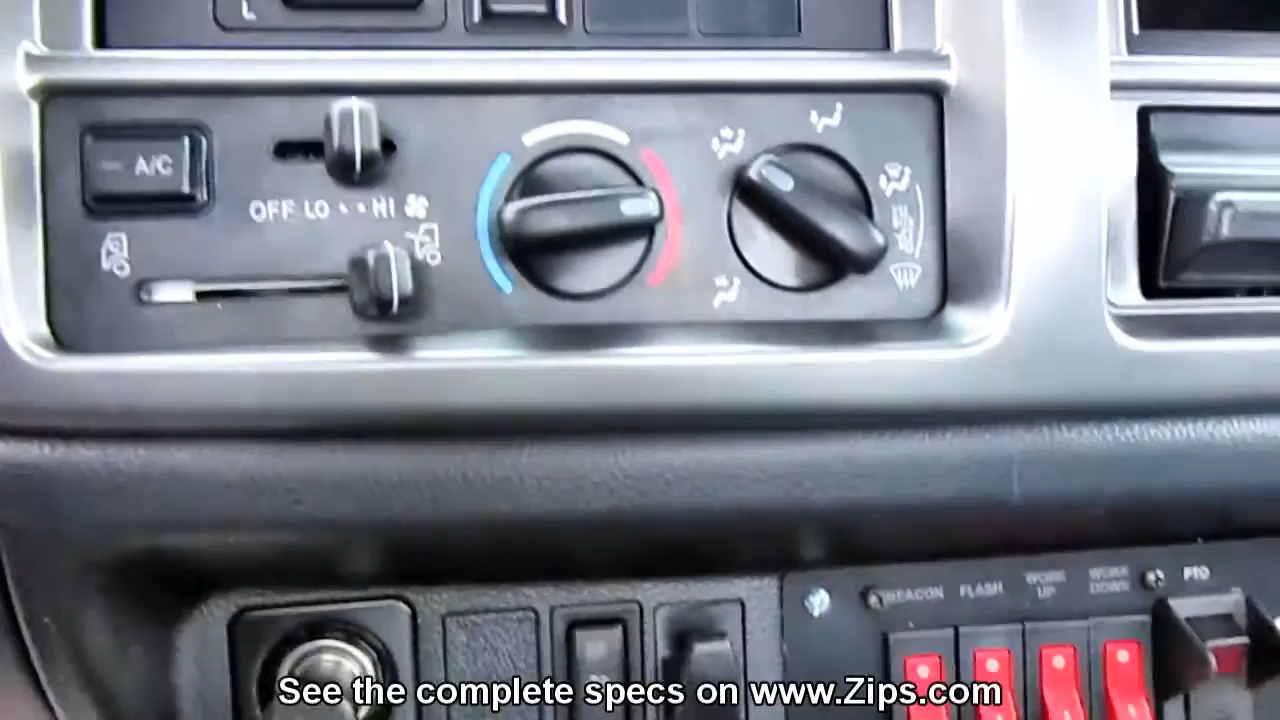 L
A/C
OFF LO HI
BEACON FLASH WORK UP WORK DOWN PTO
See the complete specs on www.Zips.com